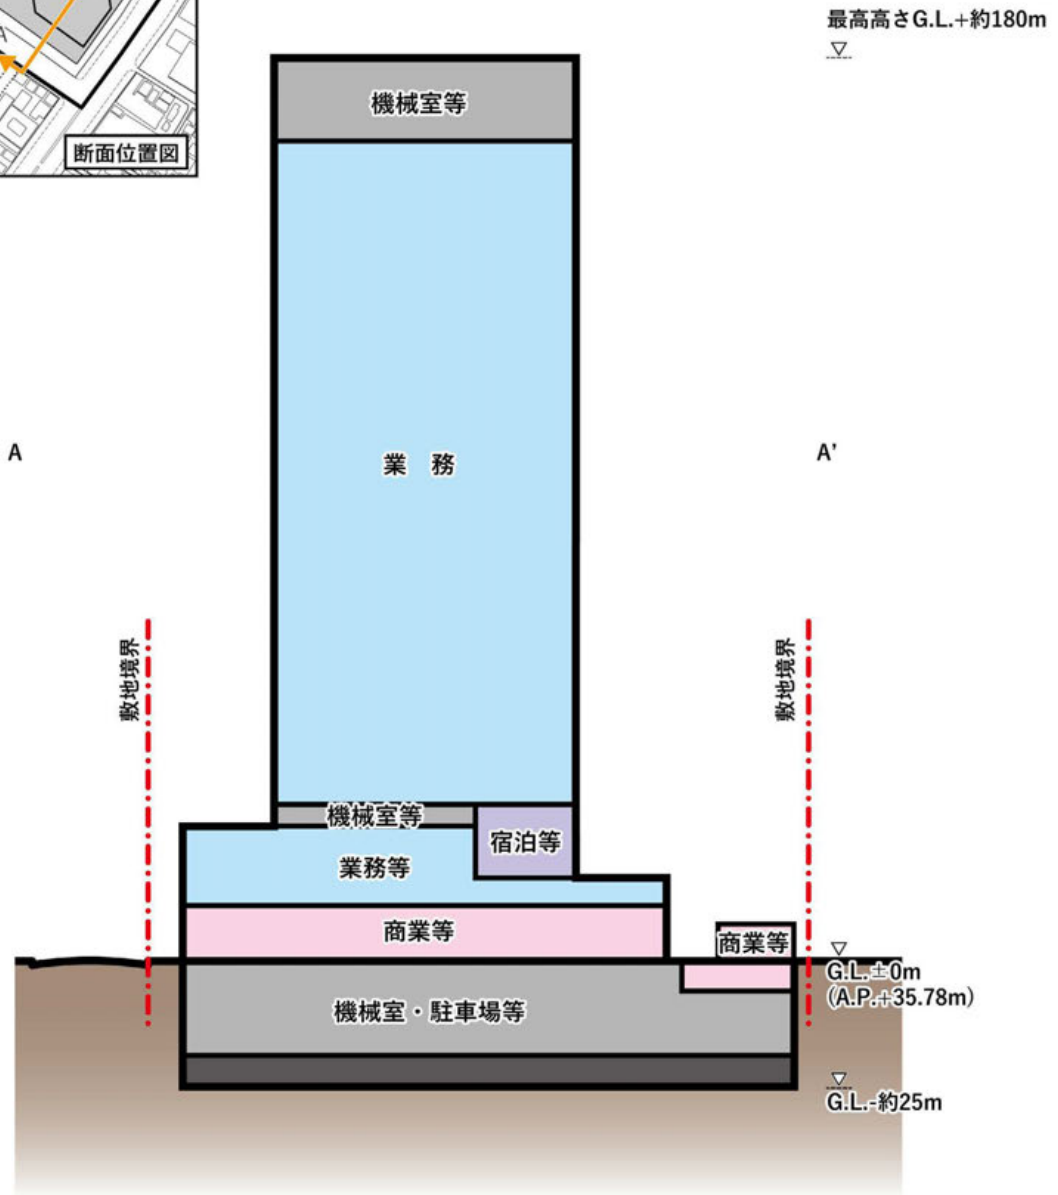 最高高さG.L.+約180m
A
断面位置図
機械室等
業　務
A
A'
敷地境界
敷地境界
機械室等
宿泊等
業務等
商業等
商業等
G.L.±0m
(A.P.+35.78m)
機械室・駐車場等
G.L.-約25m